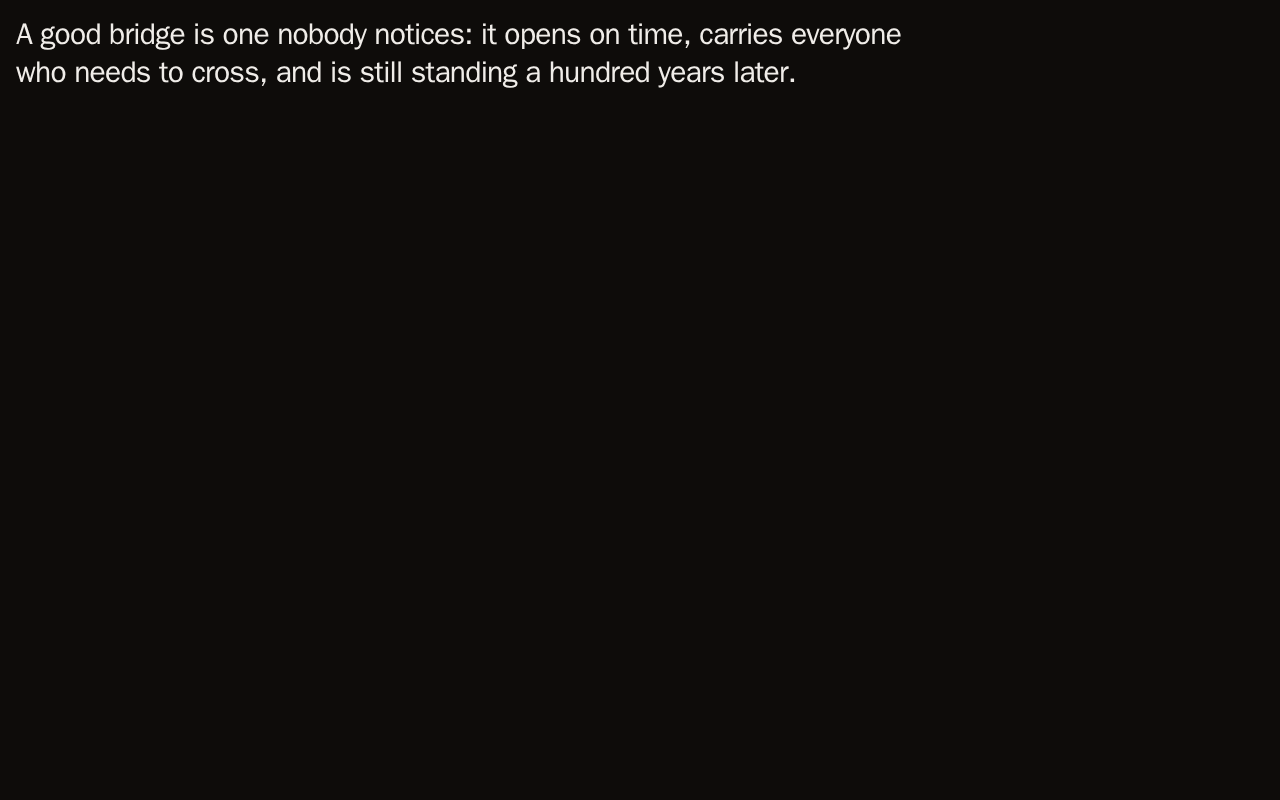 A good bridge is one nobody notices: it opens on time, carries everyone
who needs to cross, and is still standing a hundred years later.